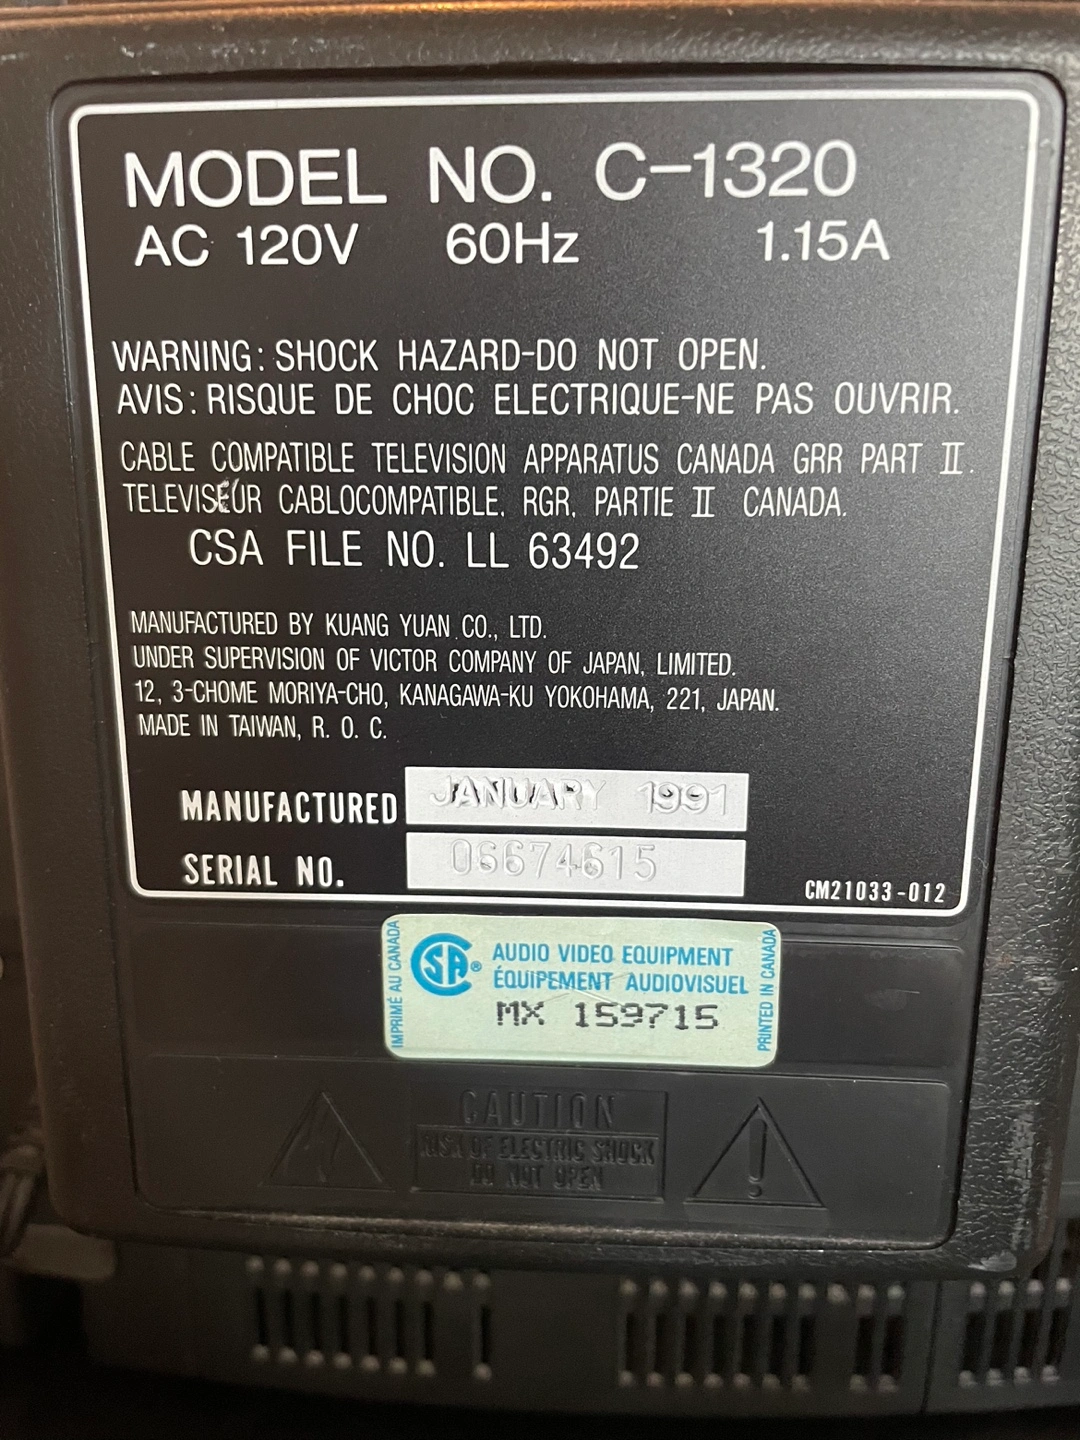 MODEL NO. C-1320
AC 120V 60Hz 1.15A
WARNING: SHOCK HAZARD-DO NOT OPEN.
AVIS: RISQUE DE CHOC ELECTRIQUE-NE PAS OUVRIR.
CABLE COMPATIBLE TELEVISION APPARATUS CANADA GRR PART II.
TELEVISEUR CABLOCOMPATIBLE, RGR, PARTIE II CANADA.
CSA FILE NO. LL 63492
MANUFACTURED BY KUANG YUAN CO., LTD.
UNDER SUPERVISION OF VICTOR COMPANY OF JAPAN, LIMITED.
12, 3-CHOME MORIYA-CHO, KANAGAWA-KU YOKOHAMA, 221, JAPAN.
MADE IN TAIWAN, R. O. C.
MANUFACTURED JANUARY 1991
SERIAL NO. 06674615
CM21033-012
IMPRIMÉ AU CANADA
SA® AUDIO VIDEO EQUIPMENT
ÉQUIPEMENT AUDIOVISUEL
MX 159715
PRINTED IN CANADA
CAUTION
RISK OF ELECTRIC SHOCK
DO NOT OPEN